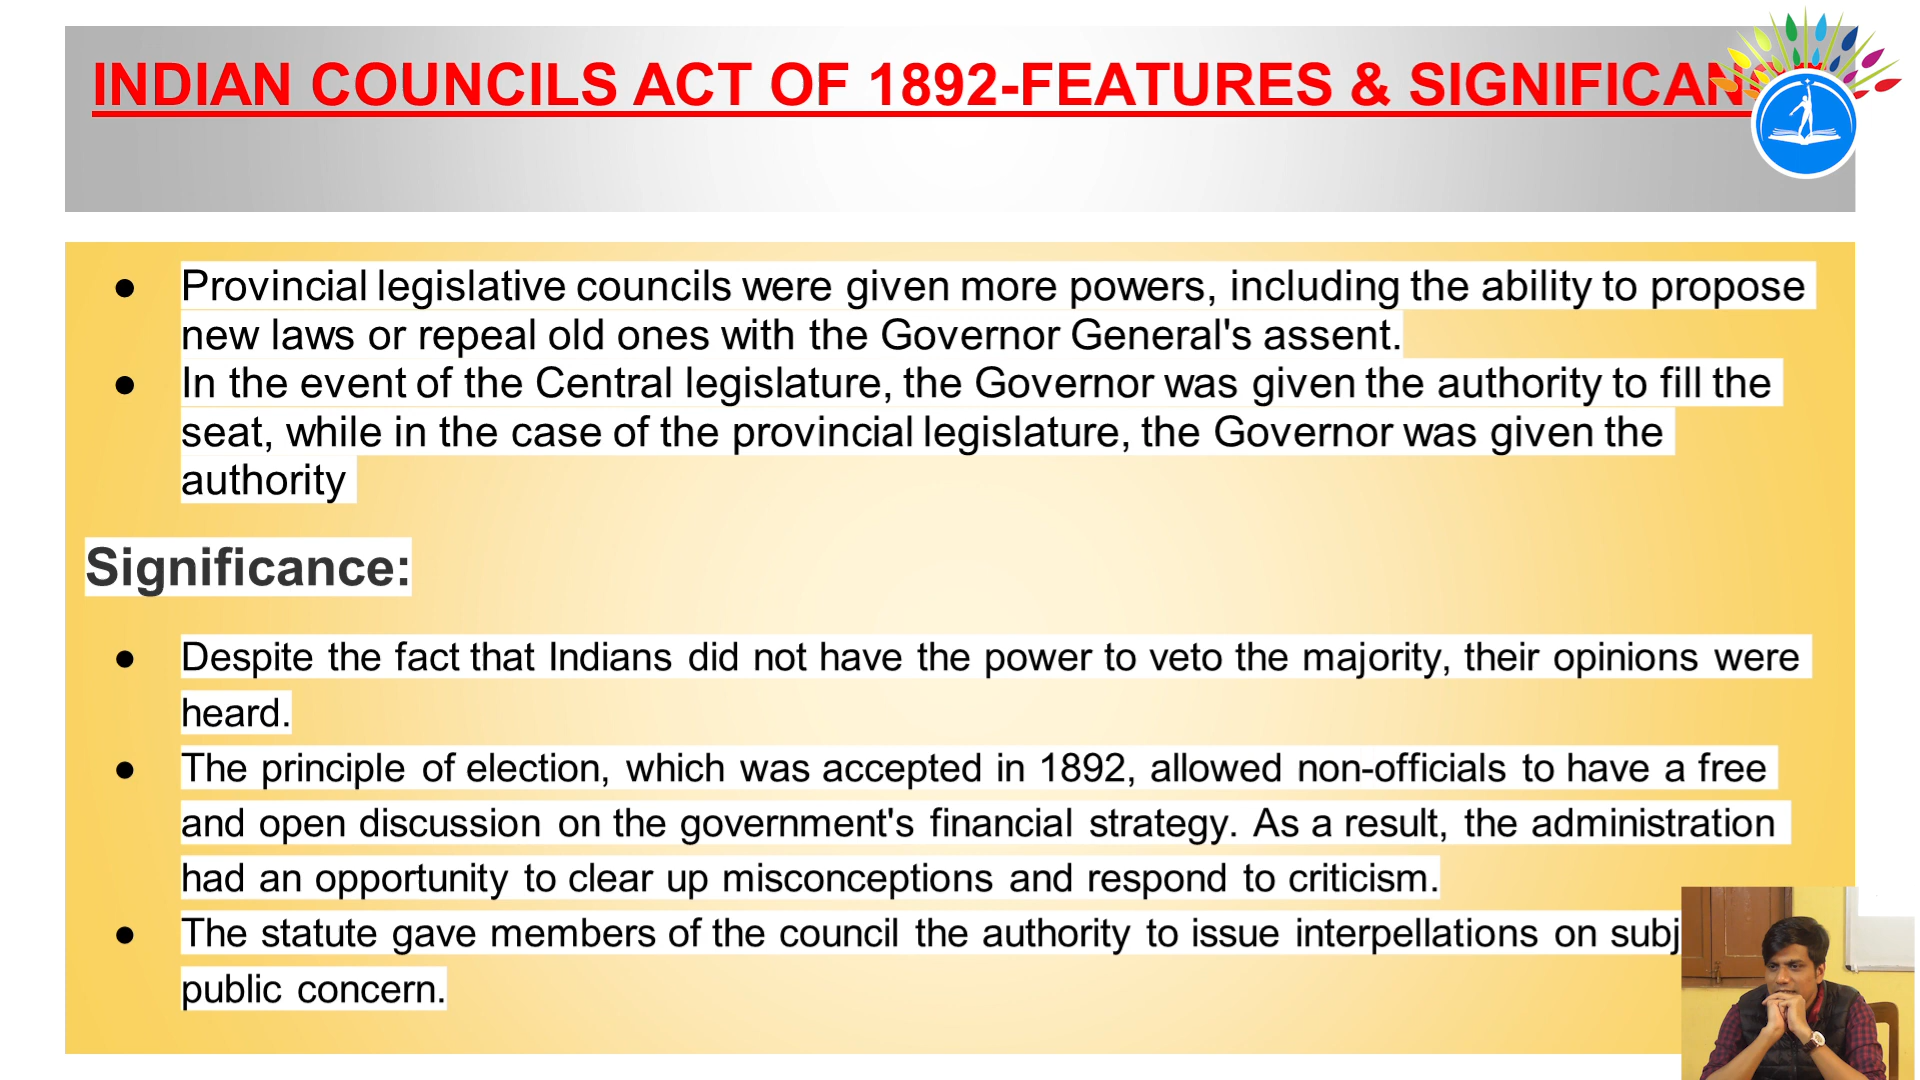 INDIAN COUNCILS ACT OF 1892-FEATURES &
● Provincial legislative councils were given more powers, including the ability to propose
new laws or repeal old ones with the Governor General's assent.
● In the event of the Central legislature, the Governor was given the authority to fill the
seat, while in the case of the provincial legislature, the Governor was given the
authority
Significance:
● Despite the fact that Indians did not have the power to veto the majority, their opinions were
heard.
● The principle of election, which was accepted in 1892, allowed non-officials to have a free
and open discussion on the government's financial strategy. As a result, the administration
had an opportunity to clear up misconceptions and respond to criticism.
● The statute gave members of the council the authority to issue interpellations on
public concern.